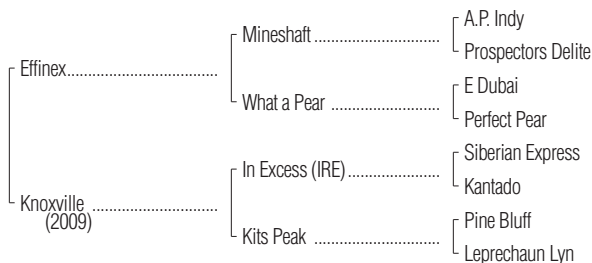 A.P. Indy
Mineshaft ..................................
Prospectors Delite
Effinex.........................................
E Dubai
What a Pear .............................
Perfect Pear
Siberian Express
In Excess (IRE).........................
Kantado
Knoxville ..................................
(2009)
Pine Bluff
Kits Peak ..................................
Leprechaun Lyn